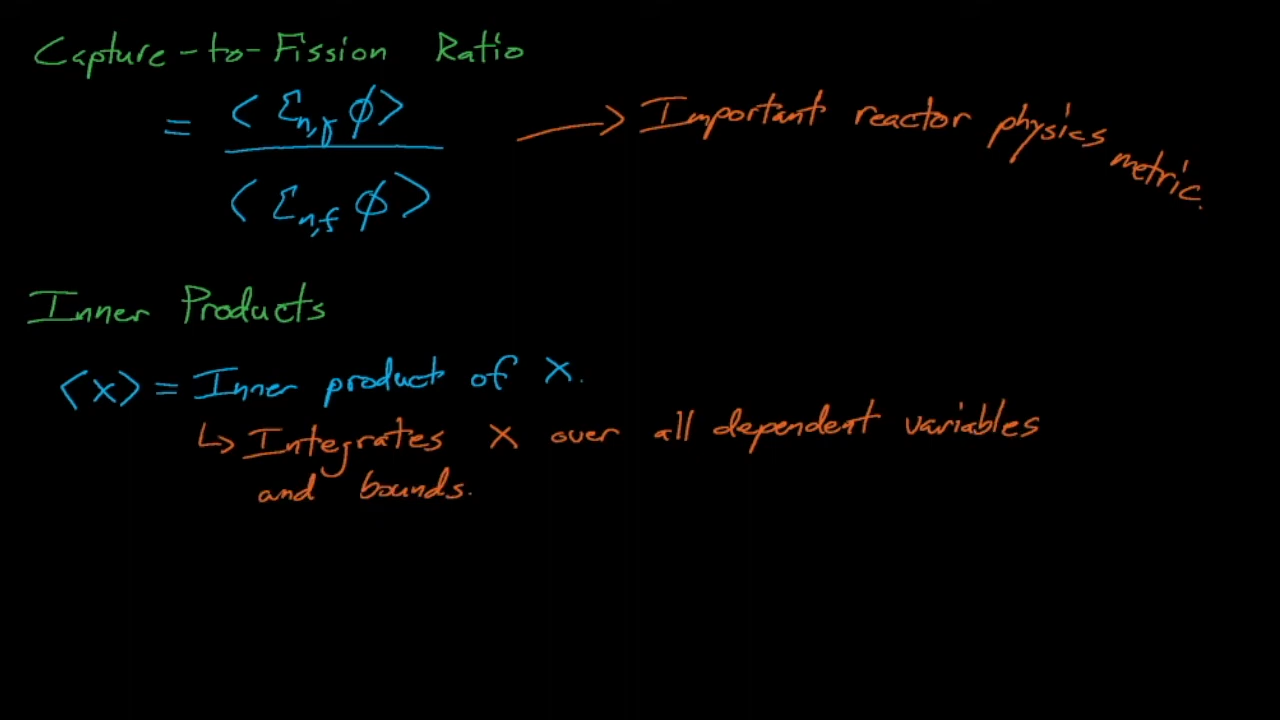 Capture-to-Fission Ratio
= <Σn,γ ϕ> / <Σn,f ϕ> → Important reactor physics metric.
Inner Products
<x> = Inner product of x.
↳ Integrates x over all dependent variables
and bounds.